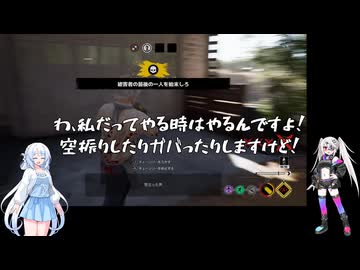 被害者の最後の一人を始末しろ
わ、私だってやる時はやるんですよ！
空振りしたりガバったりしますけど！